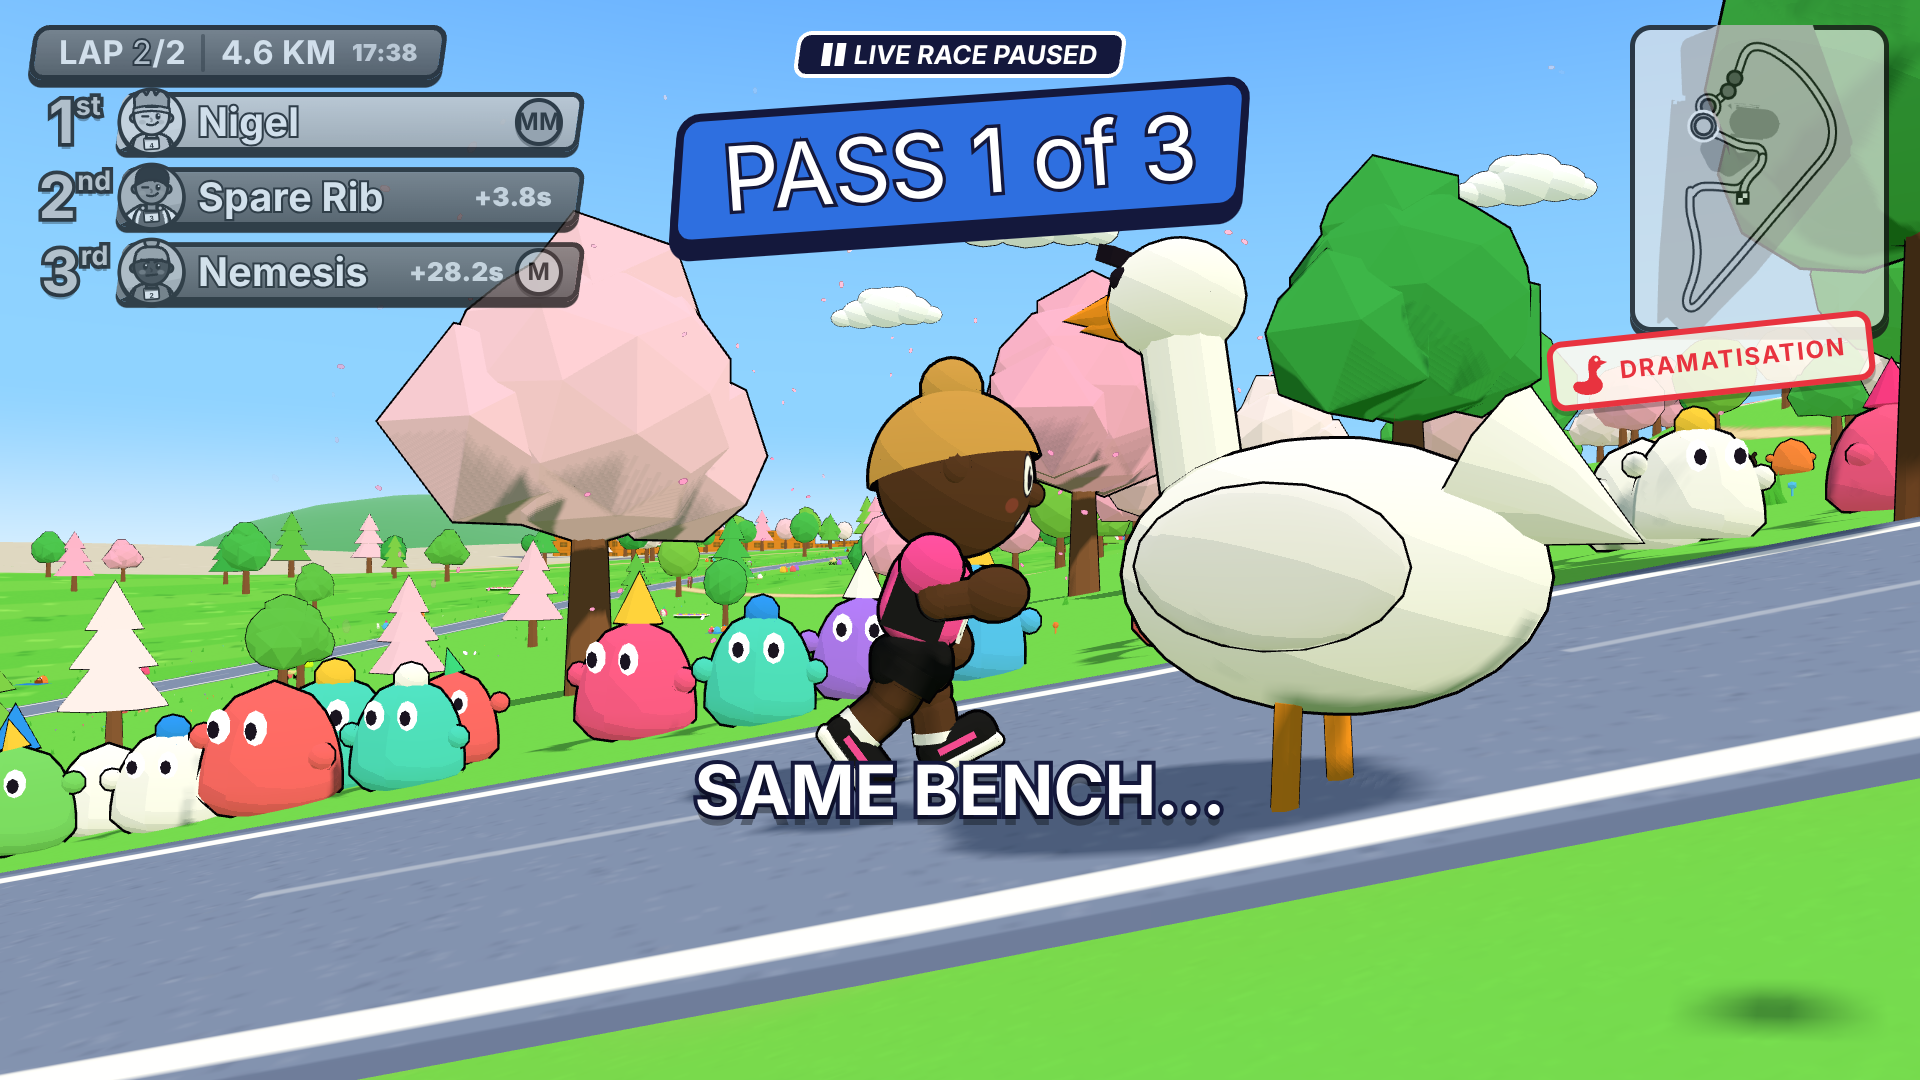 LAP 2/2 4.6 KM 17:38
1st Nigel MM
2nd Spare Rib +3.8s
3rd Nemesis +28.2s M
LIVE RACE PAUSED
PASS 1 of 3
DRAMATISATION
SAME BENCH...